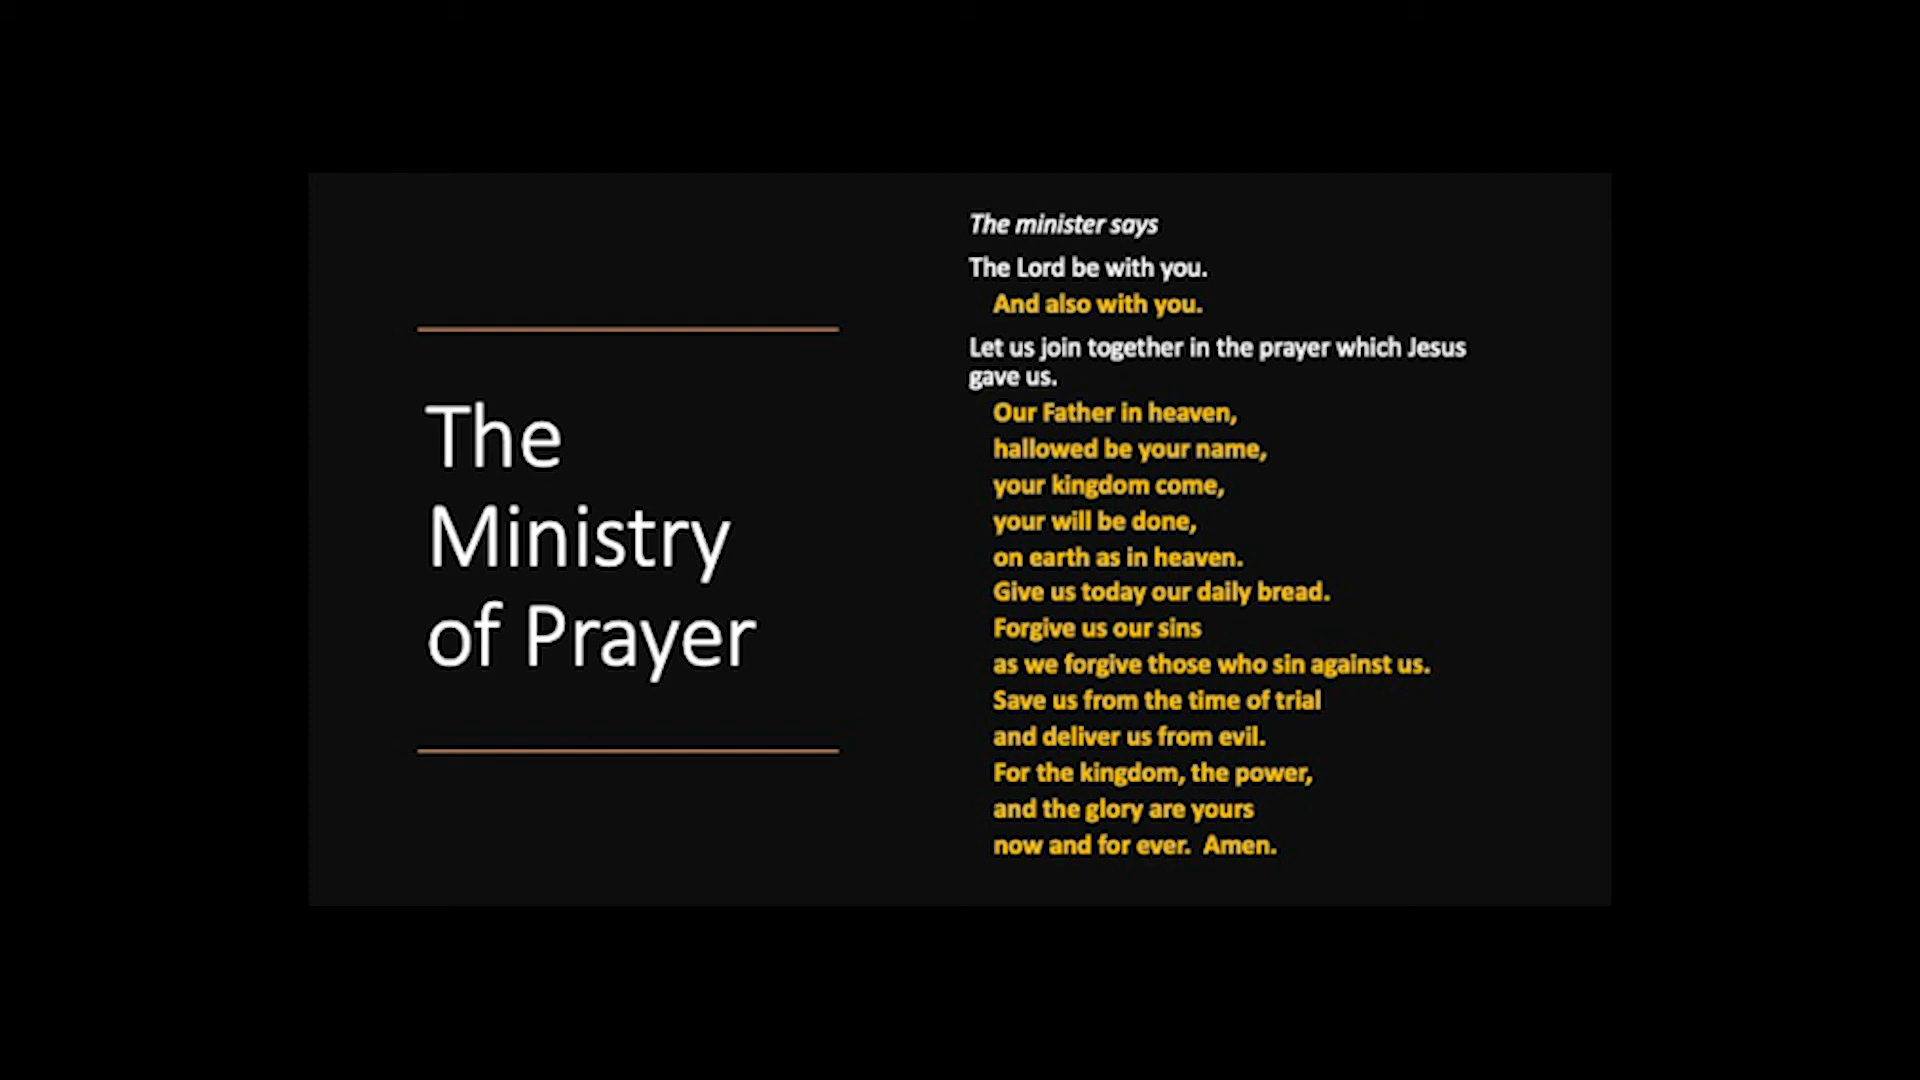 The
Ministry
of Prayer
The minister says
The Lord be with you.
And also with you.
Let us join together in the prayer which Jesus
gave us.
Our Father in heaven,
hallowed be your name,
your kingdom come,
your will be done,
on earth as in heaven.
Give us today our daily bread.
Forgive us our sins
as we forgive those who sin against us.
Save us from the time of trial
and deliver us from evil.
For the kingdom, the power,
and the glory are yours
now and for ever.  Amen.